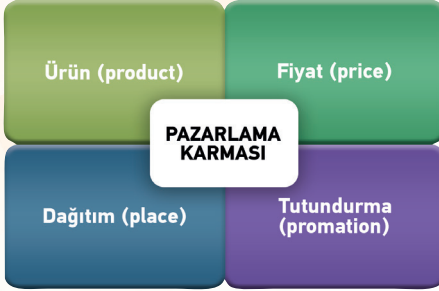 Ürün (product)
Fiyat (price)
PAZARLAMA
KARMASI
Dağıtım (place)
Tutundurma
(promation)